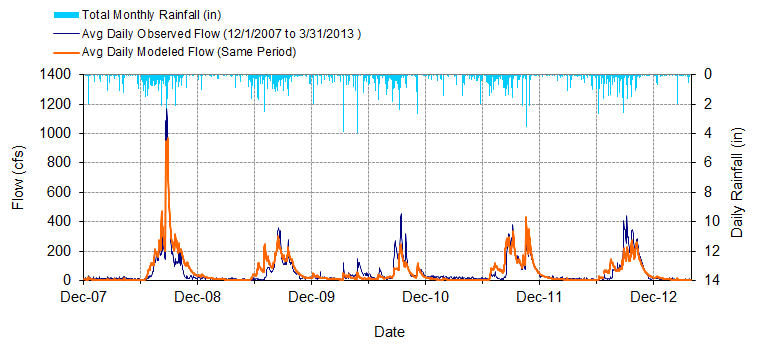 Total Monthly Rainfall (in)
Avg Daily Observed Flow (12/1/2007 to 3/31/2013 )
Avg Daily Modeled Flow (Same Period)
1400 0
1200 2
1000 4
800 6
600 8
400 10
200 12
0 14
Flow (cfs)
Daily Rainfall (in)
Dec-07 Dec-08 Dec-09 Dec-10 Dec-11 Dec-12
Date